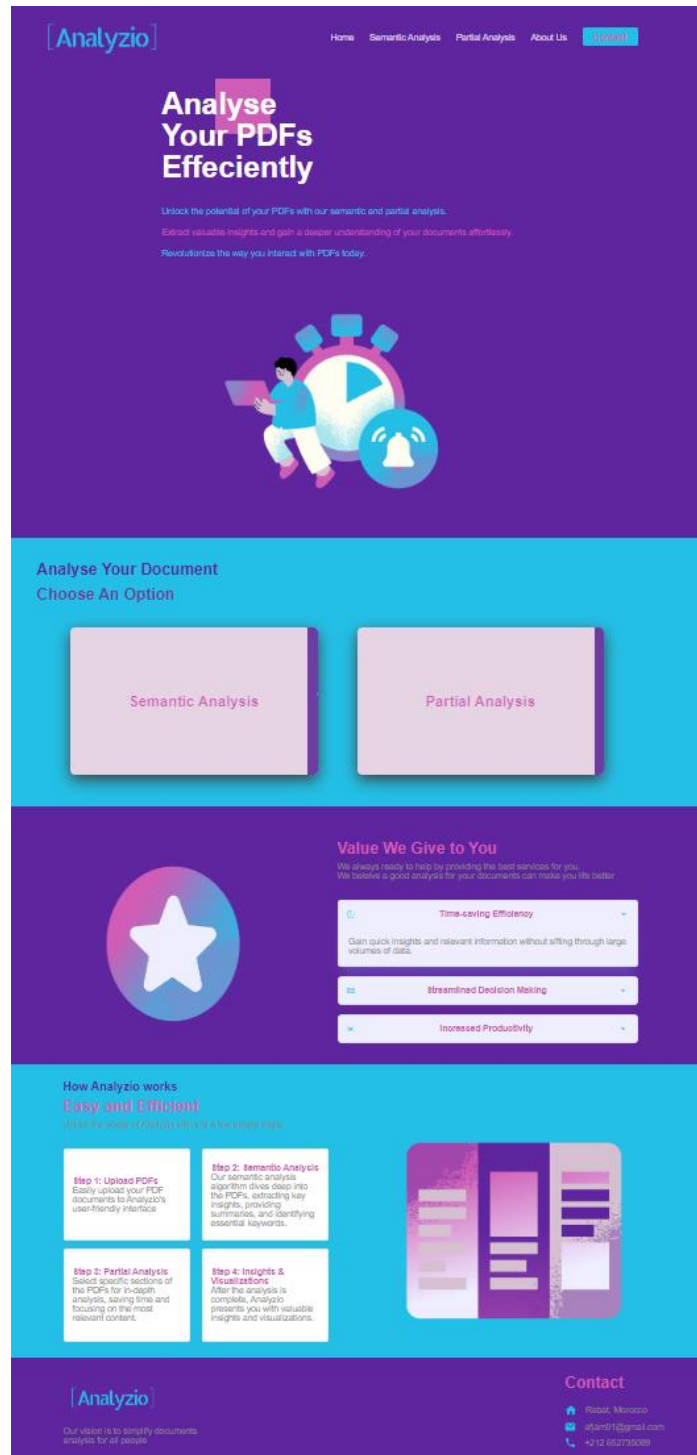 [Analyzio]
Home Semantic Analysis Partial Analysis About Us Contact
Analyse
Your PDFs
Effeciently
Unlock the potential of your PDFs with our semantic and partial analysis.
Extract valuable insights and gain a deeper understanding of your documents effortlessly.
Revolutionize the way you interact with PDFs today.
Analyse Your Document
Choose An Option
Semantic Analysis
Partial Analysis
Value We Give to You
We always ready to help by providing the best services for you.
We beleive a good analysis for your documents can make you life better
Time-saving Efficiency
Gain quick insights and relevant information without sifting through large
volumes of data.
Streamlined Decision Making
Increased Productivity
How Analyzio works
Easy and Efficient
Step 1: Upload PDFs
Easily upload your PDF
documents to Analyzio's
user-friendly interface
Step 2: Semantic Analysis
Our semantic analysis
algorithm dives deep into
the PDFs, extracting key
insights, providing
summaries, and identifying
essential keywords.
Step 3: Partial Analysis
Select specific sections of
the PDFs for in-depth
analysis, saving time and
focusing on the most
relevant content.
Step 4: Insights &
Visualizations
After the analysis is
complete, Analyzio
presents you with valuable
insights and visualizations.
[Analyzio]
Our vision is to simplify documents
analysis for all people
Contact
Rabat, Morocco